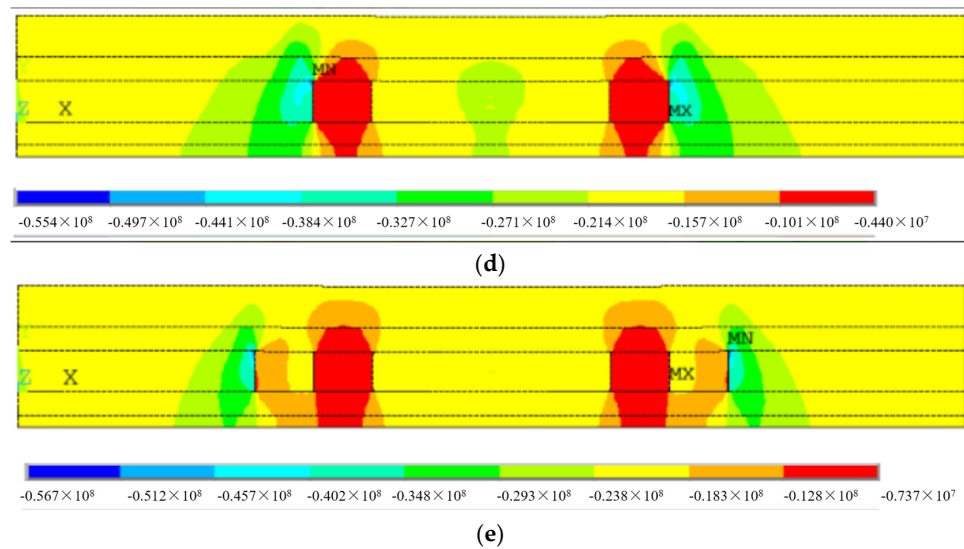 MN
Z X MX
-0.554×10⁸ -0.497×10⁸ -0.441×10⁸ -0.384×10⁸ -0.327×10⁸ -0.271×10⁸ -0.214×10⁸ -0.157×10⁸ -0.101×10⁸ -0.440×10⁷
(d)
MN
Z X MX
-0.567×10⁸ -0.512×10⁸ -0.457×10⁸ -0.402×10⁸ -0.348×10⁸ -0.293×10⁸ -0.238×10⁸ -0.183×10⁸ -0.128×10⁸ -0.737×10⁷
(e)